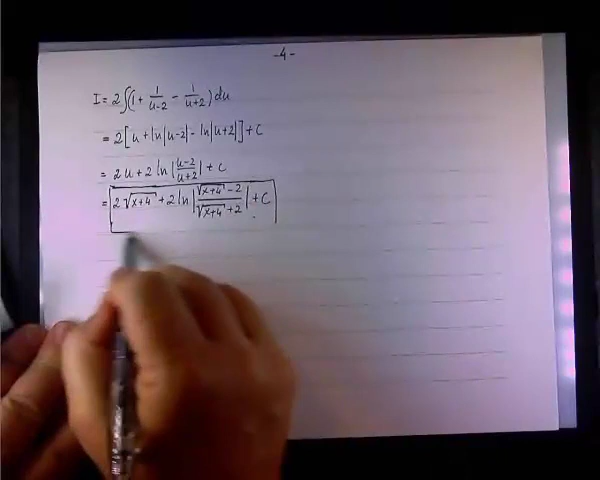 -4-
I = 2∫(1 + 1/(u-2) - 1/(u+2)) du
= 2[u + ln|u-2| - ln|u+2|] + C
= 2u + 2 ln|(u-2)/(u+2)| + C
= 2√(x+4) + 2 ln|(√(x+4) - 2)/(√(x+4) + 2)| + C